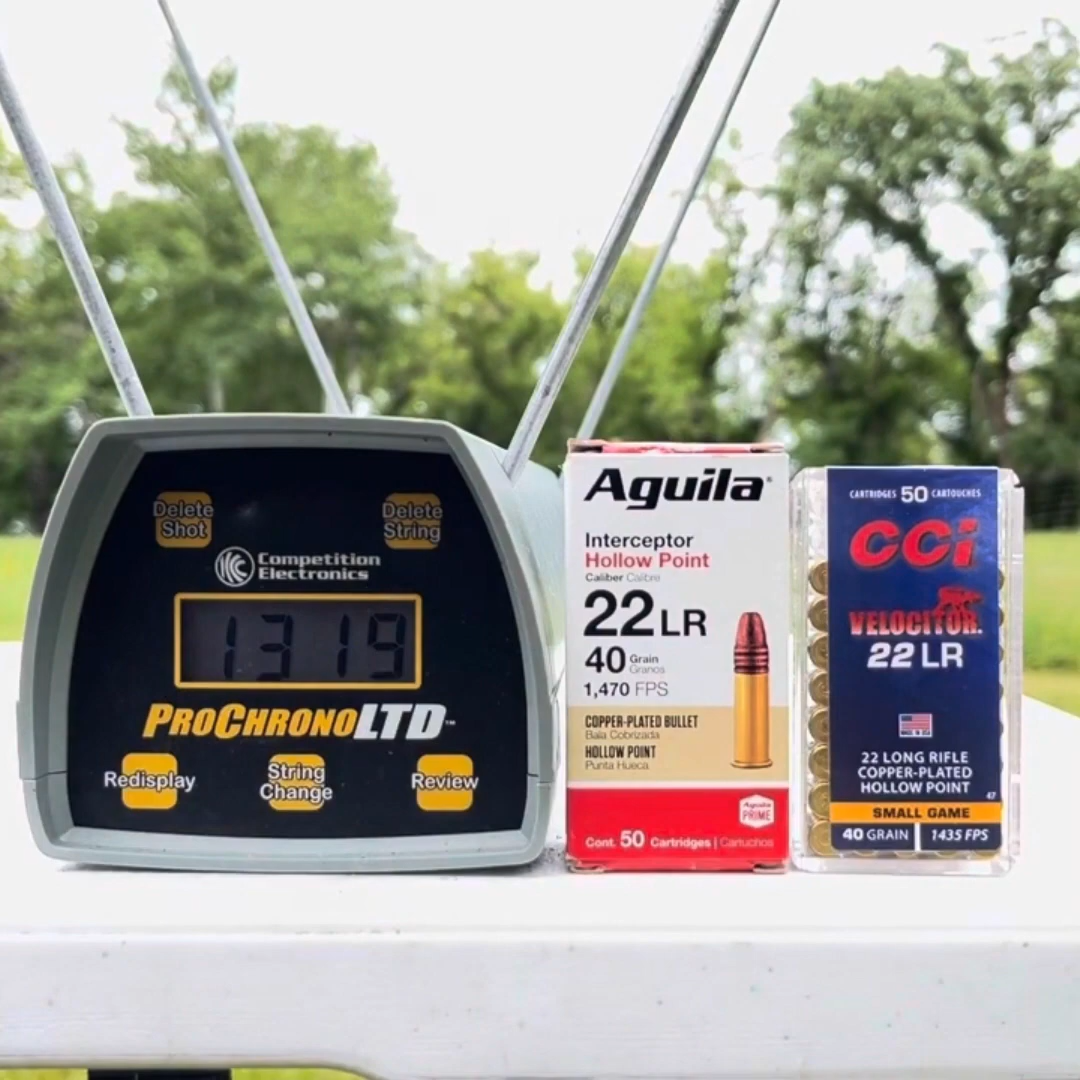 Delete
Shot
Delete
String
Competition
Electronics
1319
PROCHRONOLTD™
Redisplay
String
Change
Review
Aguila®
Interceptor
Hollow Point
Caliber Calibre
22LR
40 Grain
Granos
1,470 FPS
COPPER-PLATED BULLET
Bala Cobrizada
HOLLOW POINT
Punta Hueca
Aguila
PRIME
Cont. 50 Cartridges | Cartuchos
CARTRIDGES 50 CARTOUCHES
CCi
VELOCITOR.
22 LR
22 LONG RIFLE
COPPER-PLATED
HOLLOW POINT
47
SMALL GAME
40 GRAIN 1435 FPS